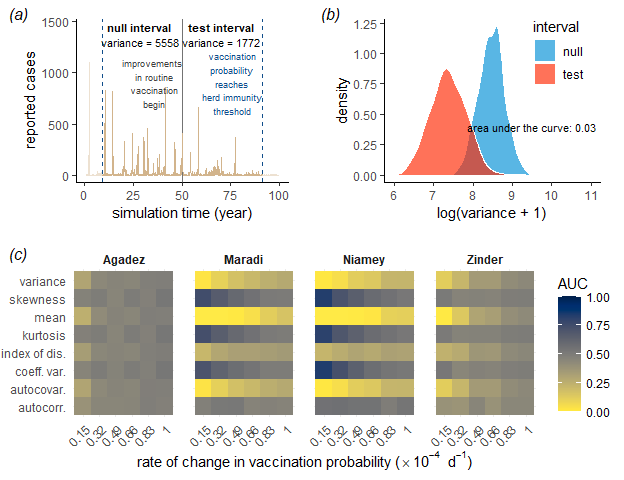 (a)
1500
1000
500
0
reported cases
null interval
variance = 5558
test interval
variance = 1772
improvements
in routine
vaccination
begin
vaccination
probability
reaches
herd immunity
threshold
0 25 50 75 100
simulation time (year)
(b)
1.25
1.00
0.75
0.50
0.25
0.00
density
area under the curve: 0.03
6 7 8 9 10 11
log(variance + 1)
interval
null
test
(c)
Agadez Maradi Niamey Zinder
variance
skewness
mean
kurtosis
index of dis.
coeff. var.
autocovar.
autocorr.
0.15 0.32 0.49 0.66 0.83 1 0.15 0.32 0.49 0.66 0.83 1 0.15 0.32 0.49 0.66 0.83 1 0.15 0.32 0.49 0.66 0.83 1
rate of change in vaccination probability (× 10⁻⁴ d⁻¹)
AUC
1.00
0.75
0.50
0.25
0.00